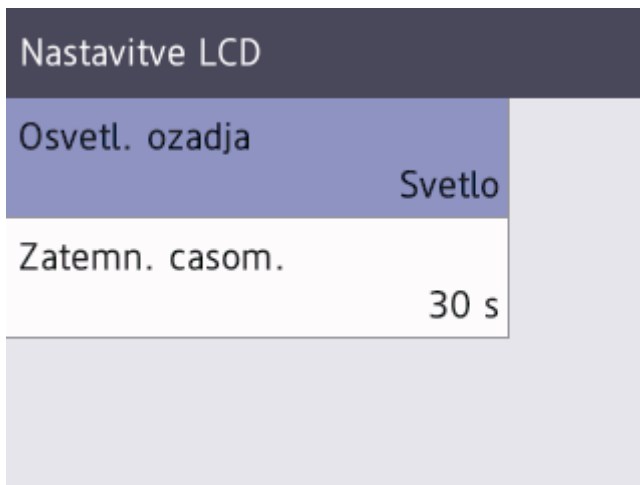 Nastavitve LCD
Osvetl. ozadja
Svetlo
Zatemn. casom.
30 s